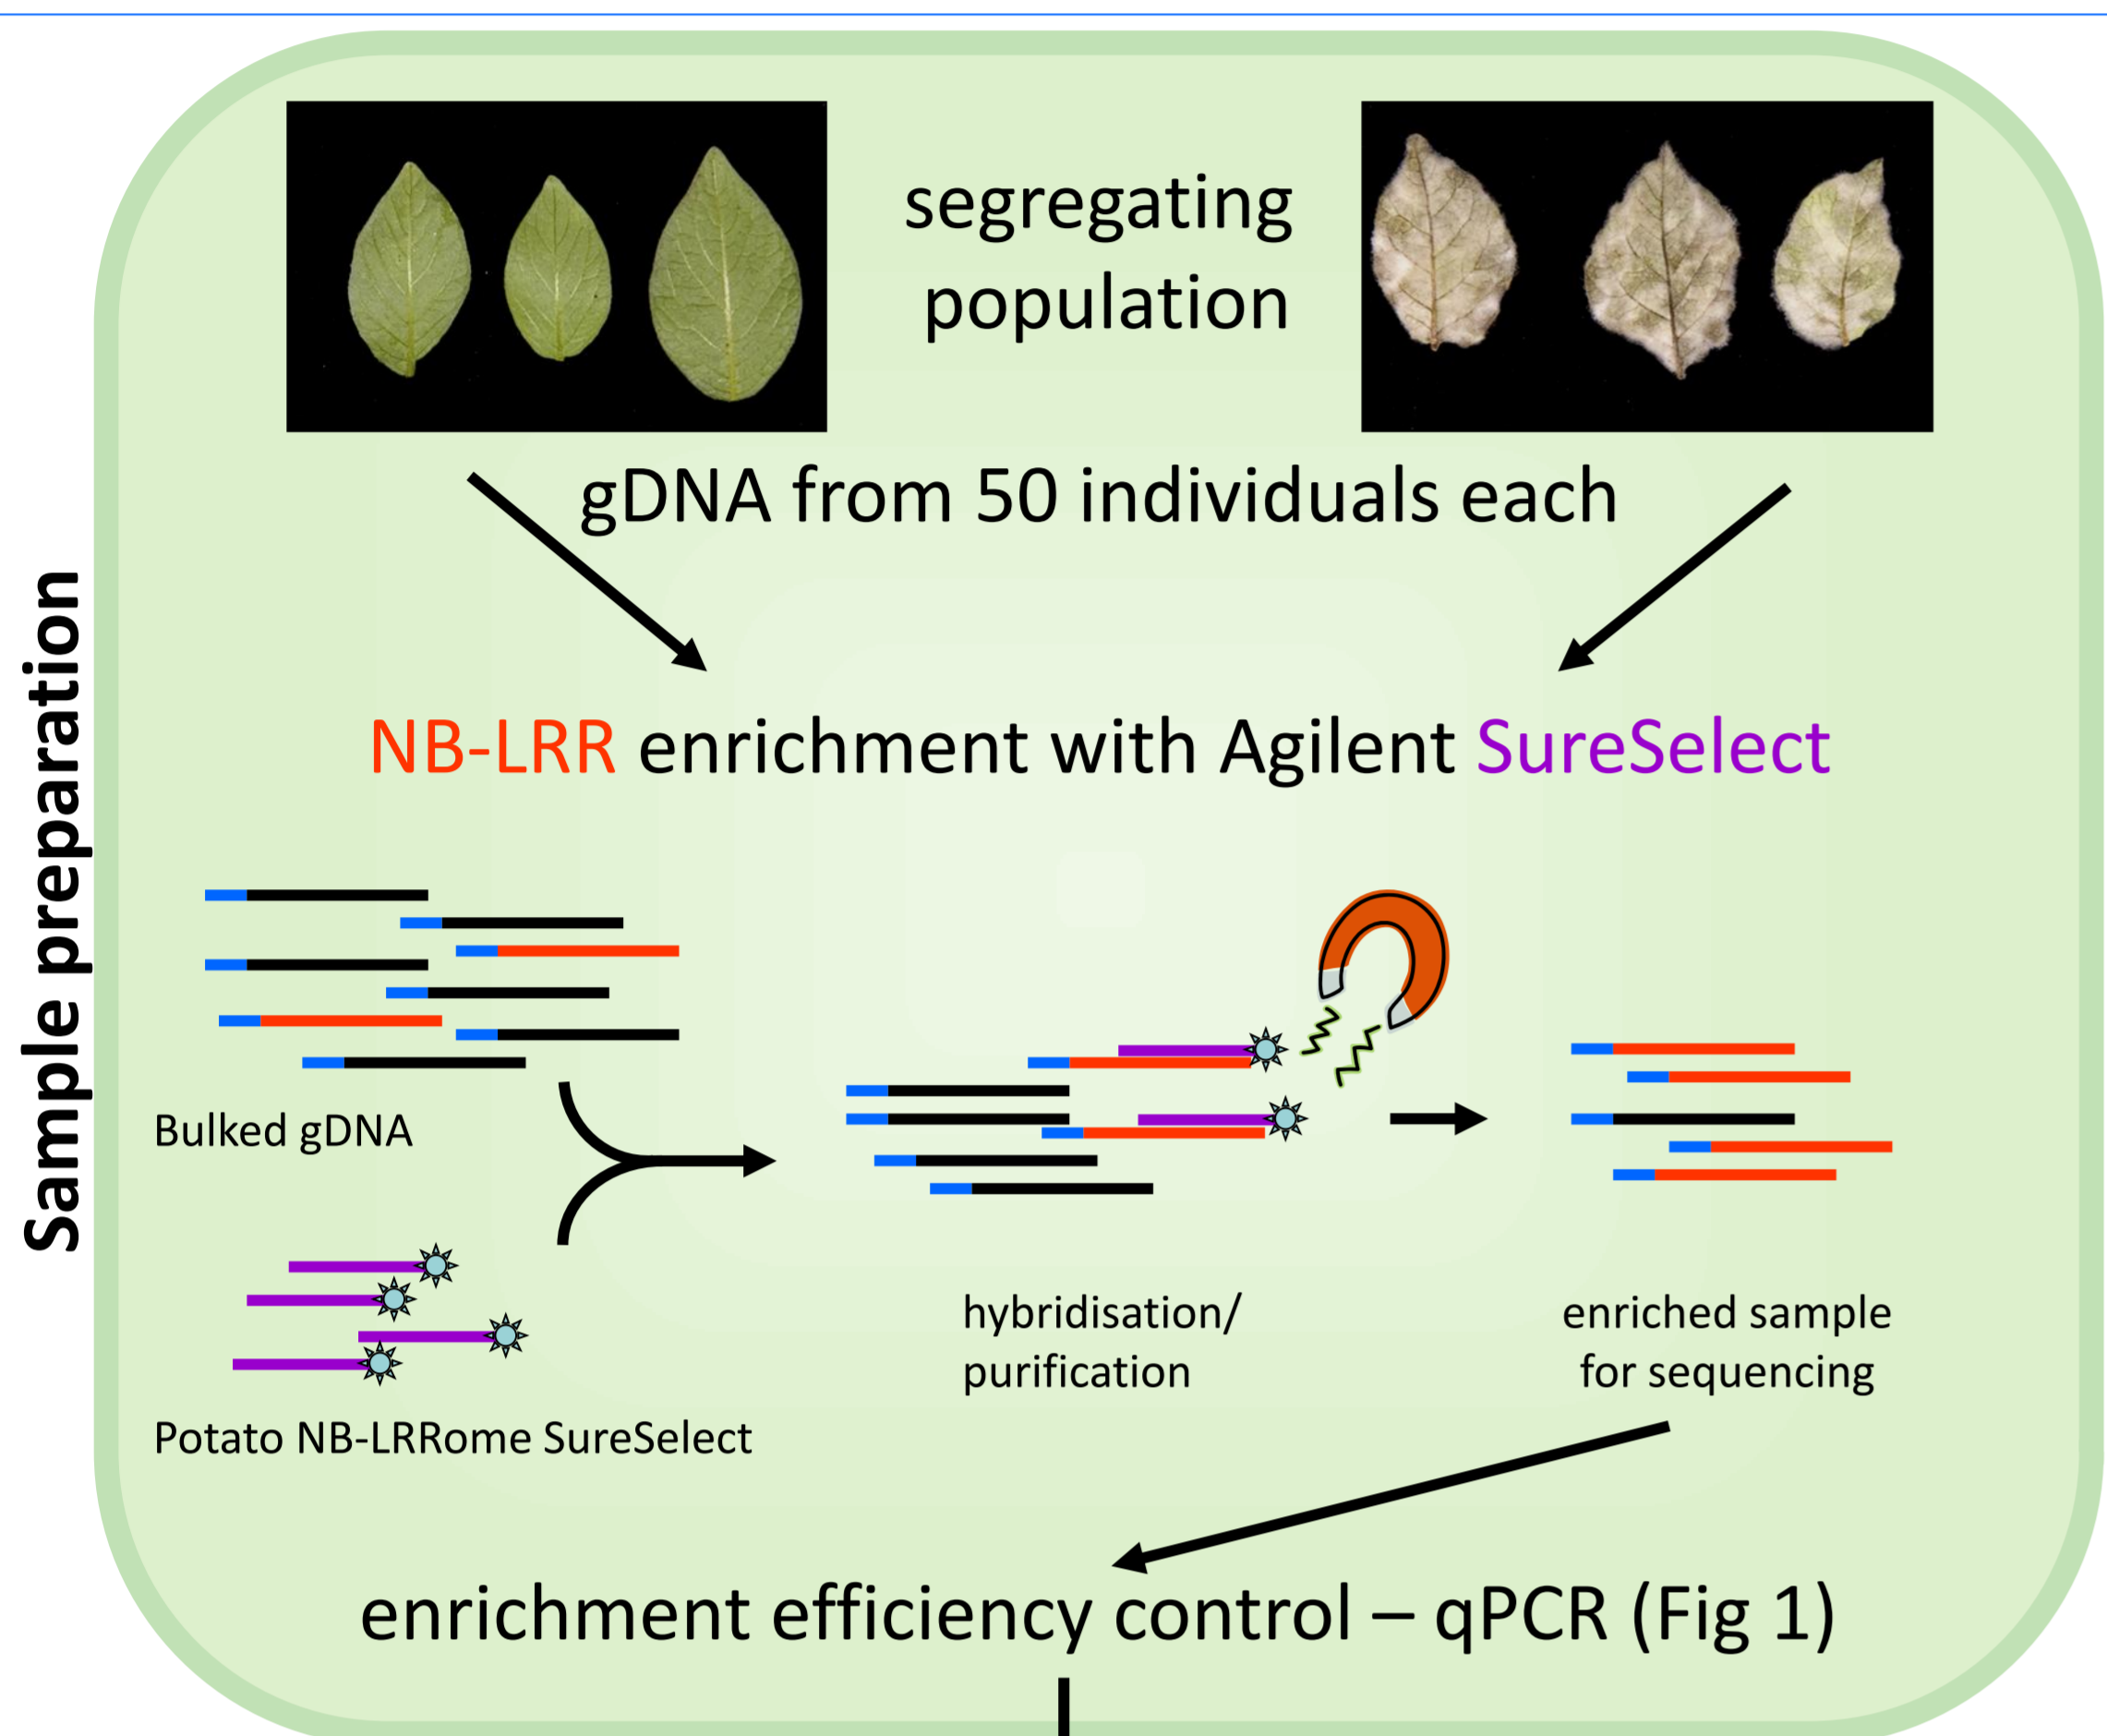 segregating
population
gDNA from 50 individuals each
NB-LRR enrichment with Agilent SureSelect
Sample preparation
Bulked gDNA
Potato NB-LRRome SureSelect
hybridisation/
purification
enriched sample
for sequencing
enrichment efficiency control – qPCR (Fig 1)